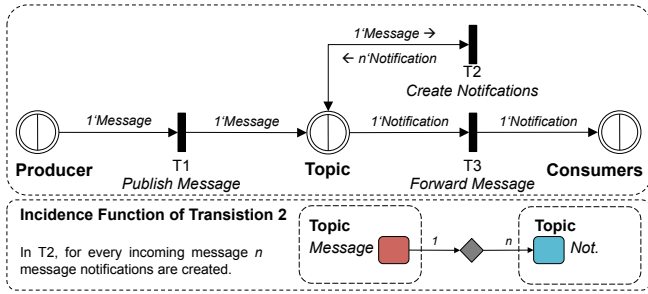 1‘Message →
← n‘Notification
T2
Create Notifcations
1‘Message
1‘Message
1‘Notification
1‘Notification
Producer
T1
Topic
T3
Consumers
Publish Message
Forward Message
Incidence Function of Transistion 2
In T2, for every incoming message n
message notifications are created.
Topic
Message
1
n
Topic
Not.